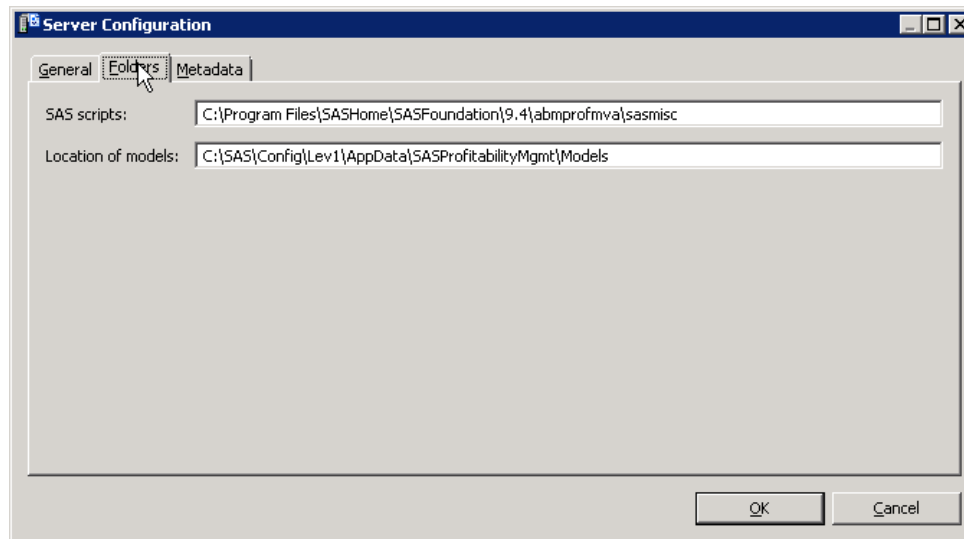 Server Configuration
General Folders Metadata
SAS scripts: C:\Program Files\SASHome\SASFoundation\9.4\abmprofmva\sasmisc
Location of models: C:\SAS\Config\Lev1\AppData\SASProfitabilityMgmt\Models
OK Cancel